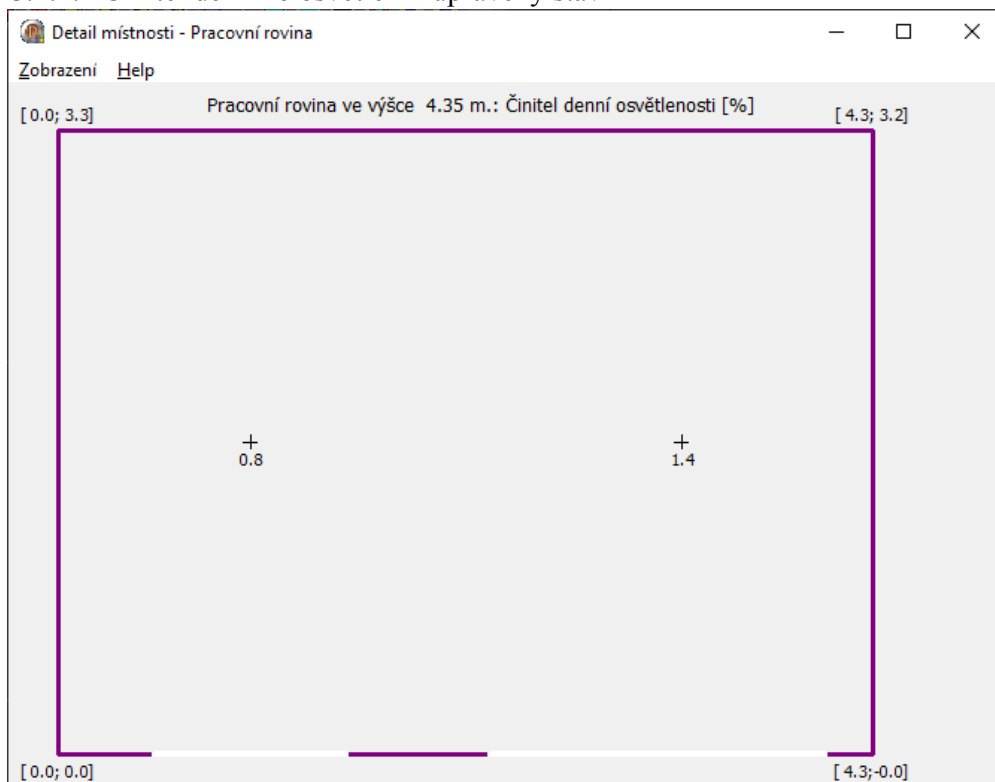 Detail místnosti - Pracovní rovina
Zobrazení Help
Pracovní rovina ve výšce 4.35 m.: Činitel denní osvětlenosti [%]
[ 0.0; 3.3]
[ 4.3; 3.2]
0.8
1.4
[ 0.0; 0.0]
[ 4.3;-0.0]